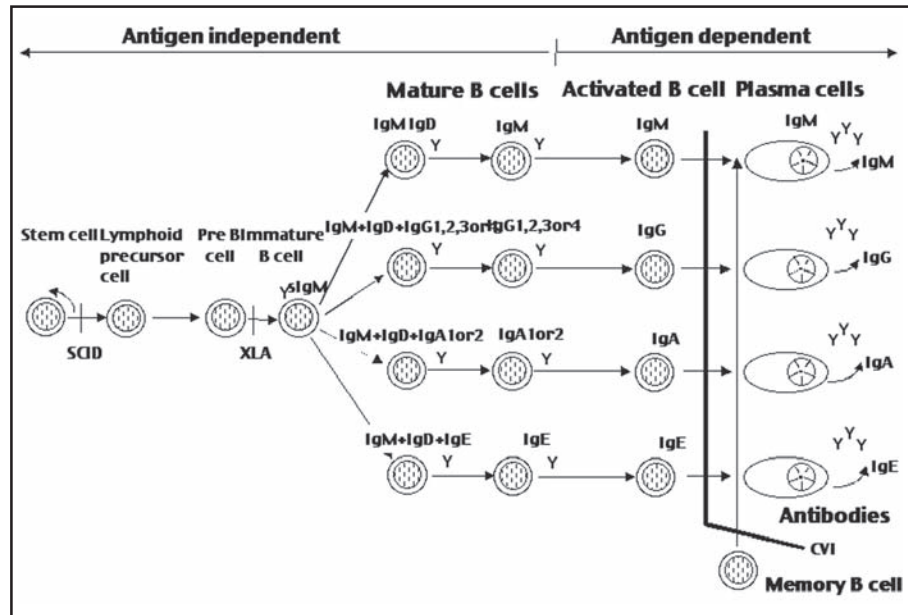 Antigen independent
Antigen dependent
Mature B cells
Activated B cell
Plasma cells
IgM IgD
Y
IgM
Y
IgM
IgM
Y Y Y
IgM
Stem cell
Lymphoid
precursor
cell
Pre B
cell
Immature
B cell
Y sIgM
SCID
XLA
IgM+IgD+IgG1,2,3or4
Y
IgG1,2,3or4
Y
IgG
Y Y Y
IgG
IgM+IgD+IgA1or2
Y
IgA1or2
Y
IgA
Y Y Y
IgA
IgM+IgD+IgE
Y
IgE
Y
IgE
Y Y Y
IgE
Antibodies
CVI
Memory B cell